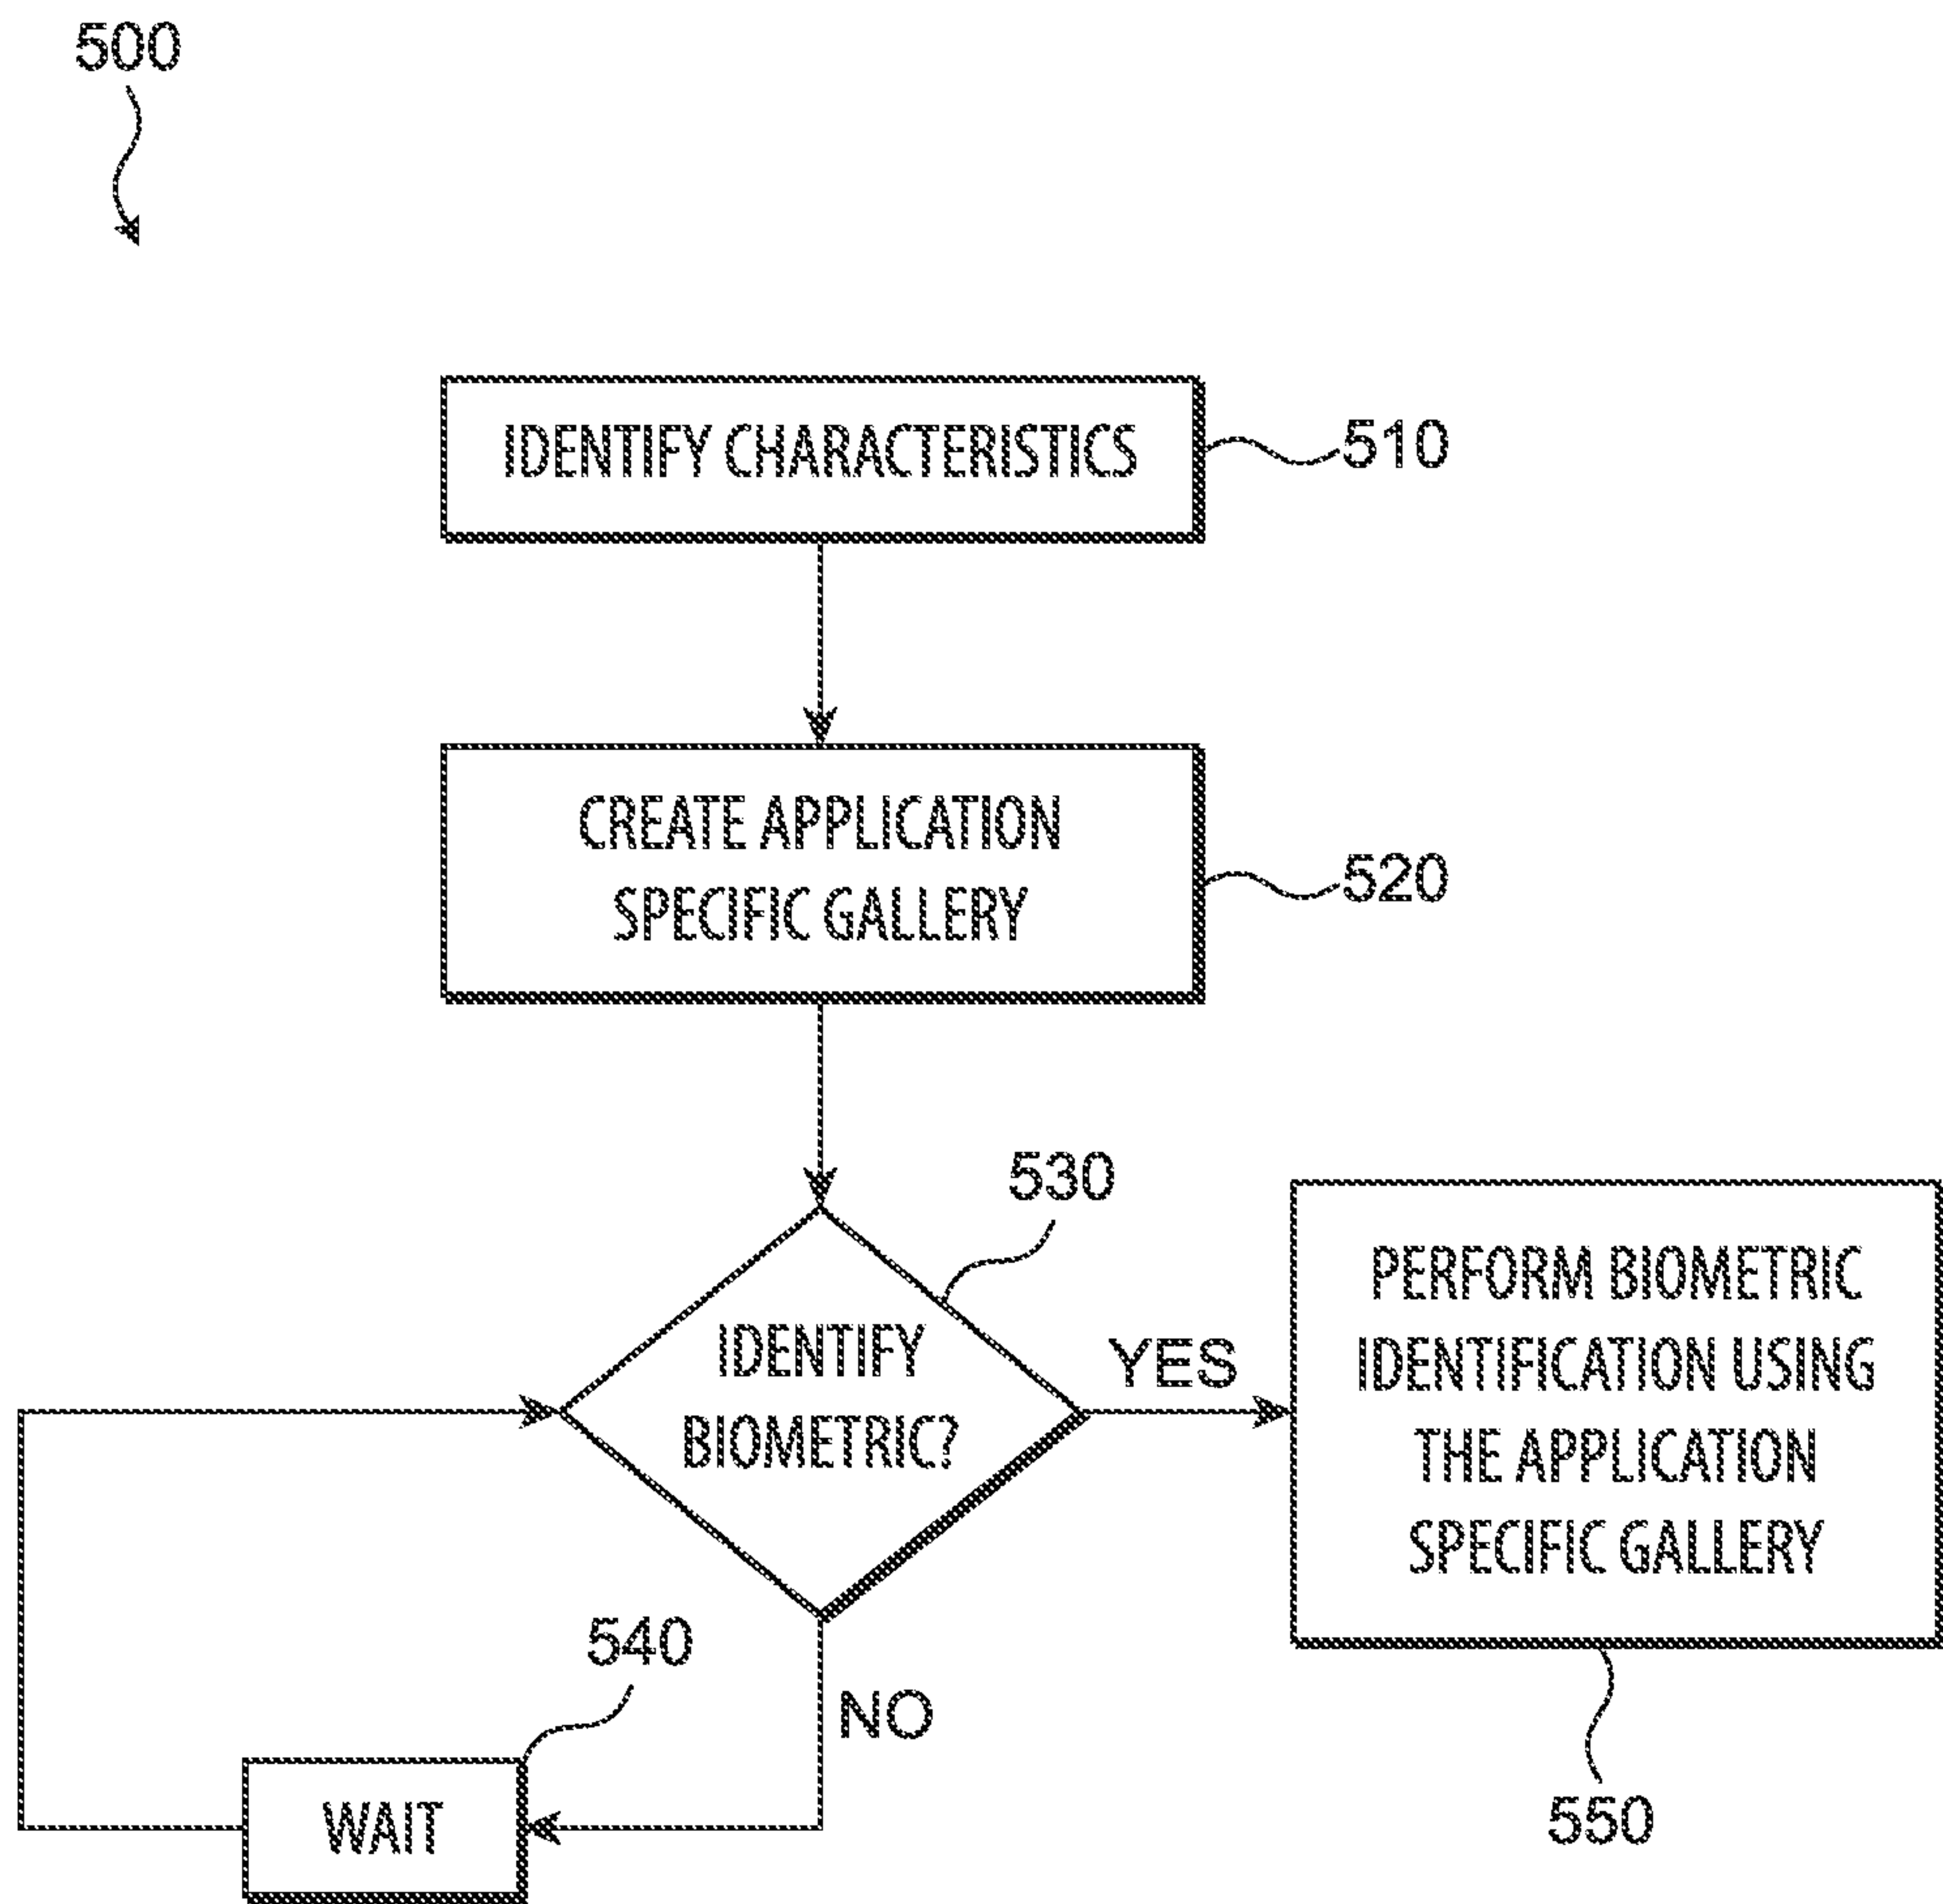 500
IDENTIFY CHARACTERISTICS
510
CREATE APPLICATION
SPECIFIC GALLERY
520
530
IDENTIFY
BIOMETRIC?
YES
PERFORM BIOMETRIC
IDENTIFICATION USING
THE APPLICATION
SPECIFIC GALLERY
540
NO
WAIT
550